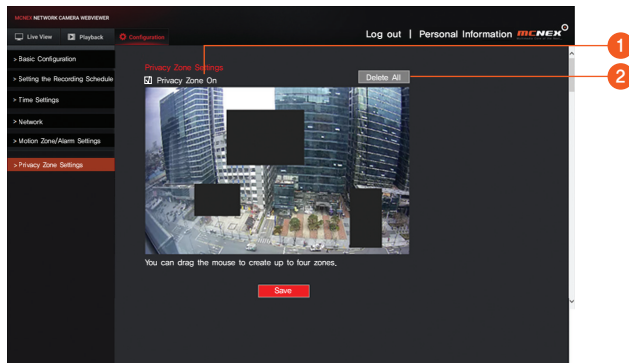 MCNEX NETWORK CAMERA WEBVIEWER
Live View
Playback
Configuration
Log out | Personal Information
MCNEX
> Basic Configuration
> Setting the Recording Schedule
> Time Settings
> Network
> Motion Zone/Alarm Settings
> Privacy Zone Settings
Privacy Zone Settings
Privacy Zone On
Delete All
1
2
You can drag the mouse to create up to four zones.
Save